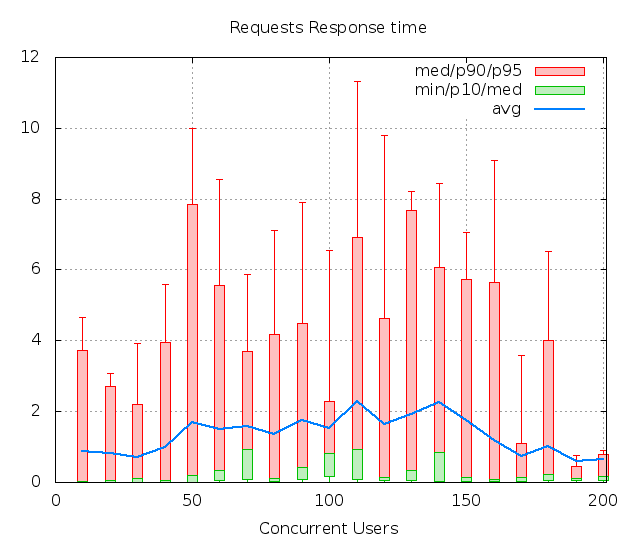 Requests Response time
med/p90/p95
min/p10/med
avg
12
10
8
6
4
2
0
0 50 100 150 200
Concurrent Users